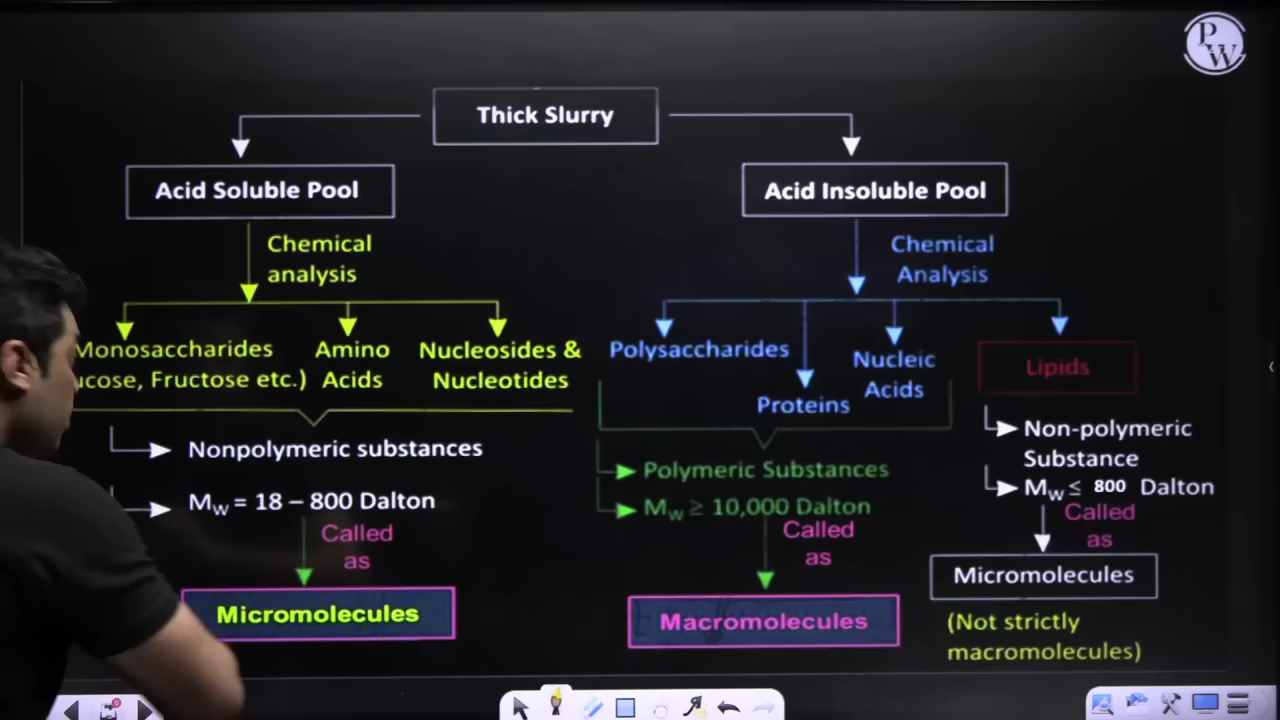 PW
Thick Slurry
Acid Soluble Pool
Acid Insoluble Pool
Chemical
analysis
Chemical
Analysis
Monosaccharides
Fructose etc.)
Amino
Acids
Nucleosides &
Nucleotides
Polysaccharides
Proteins
Nucleic
Acids
Lipids
Nonpolymeric substances
Mw = 18 – 800 Dalton
Called
as
Micromolecules
Polymeric Substances
Mw ≥ 10,000 Dalton
Called
as
Macromolecules
Non-polymeric
Substance
Mw ≤ 800 Dalton
Called
as
Micromolecules
(Not strictly
macromolecules)